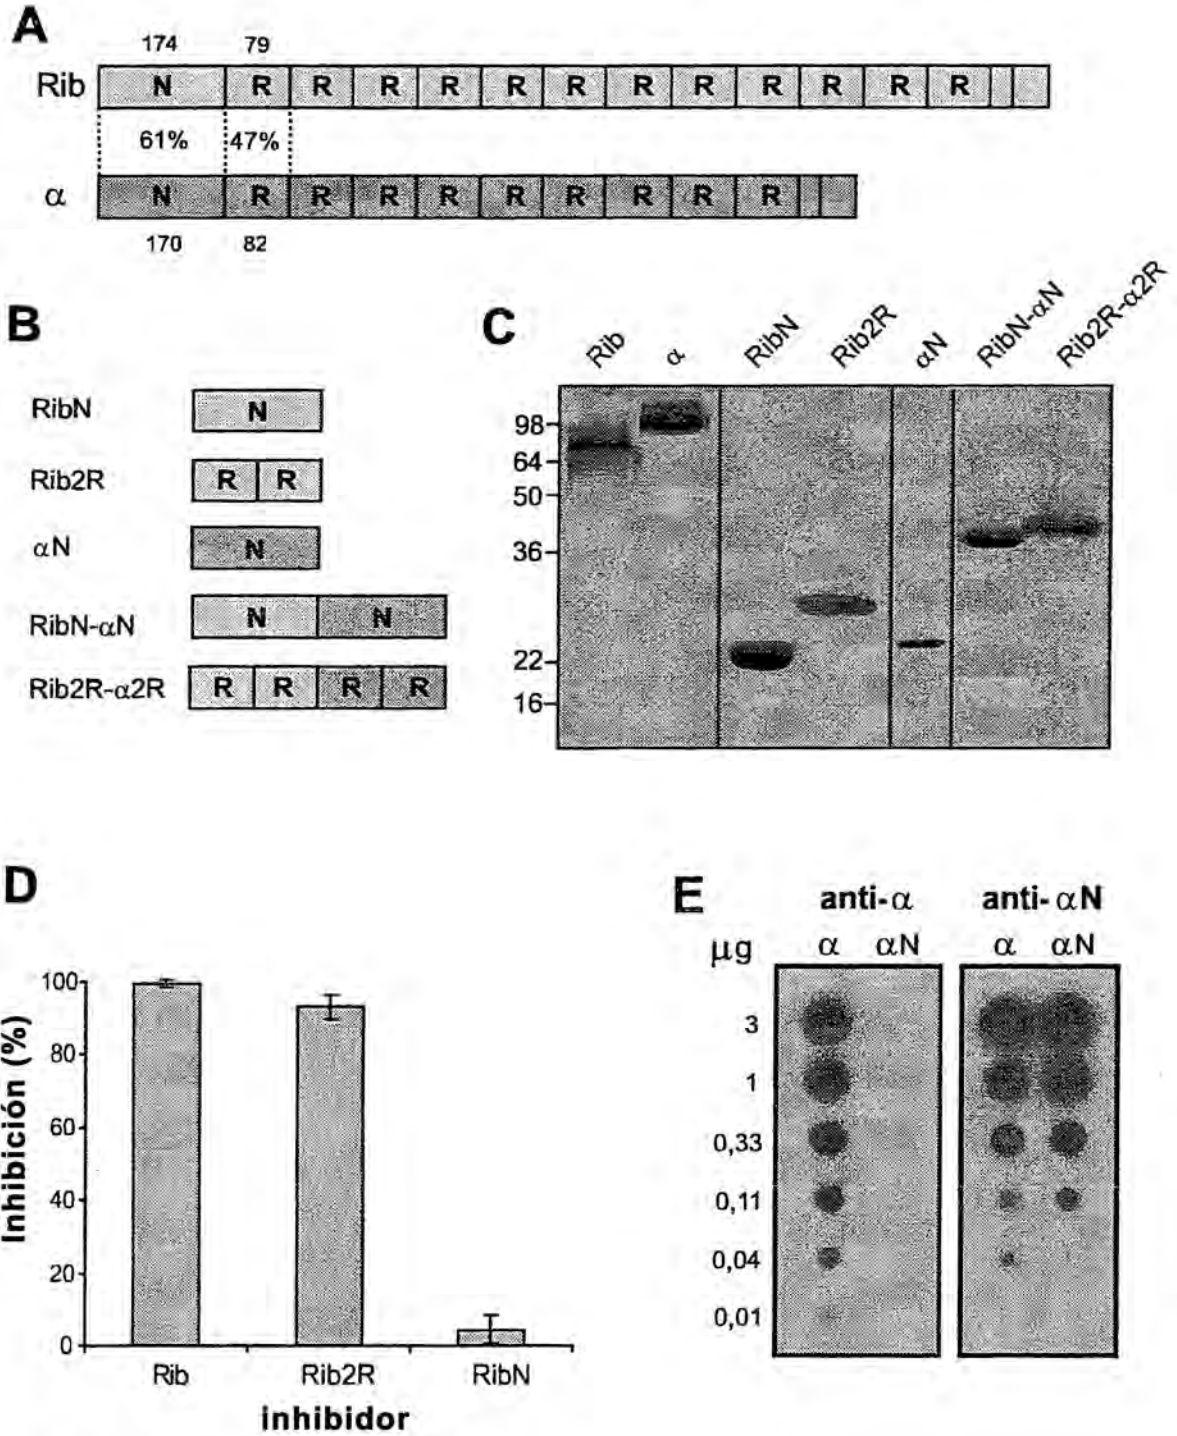 A
174 79
Rib N R R R R R R R R R R R R
61% 47%
α N R R R R R R R R R
170 82
B
RibN N
Rib2R R R
αN N
RibN-αN N N
Rib2R-α2R R R R R
C
Rib α RibN Rib2R αN RibN-αN Rib2R-α2R
98
64
50
36
22
16
D
Inhibición (%)
100
80
60
40
20
0
Rib Rib2R RibN
inhibidor
E
anti-α anti-αN
µg α αN α αN
3
1
0,33
0,11
0,04
0,01